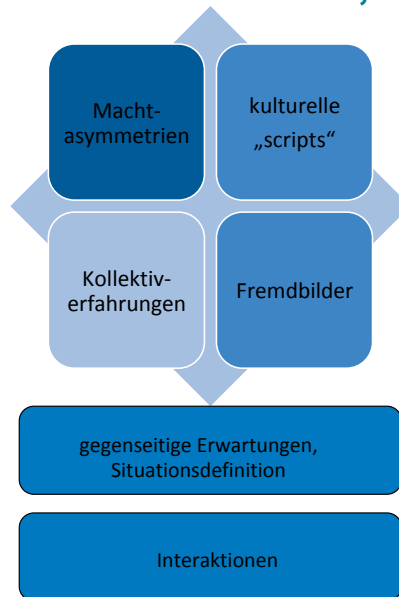 Macht-
asymmetrien
kulturelle
„scripts“
Kollektiv-
erfahrungen
Fremdbilder
gegenseitige Erwartungen,
Situationsdefinition
Interaktionen